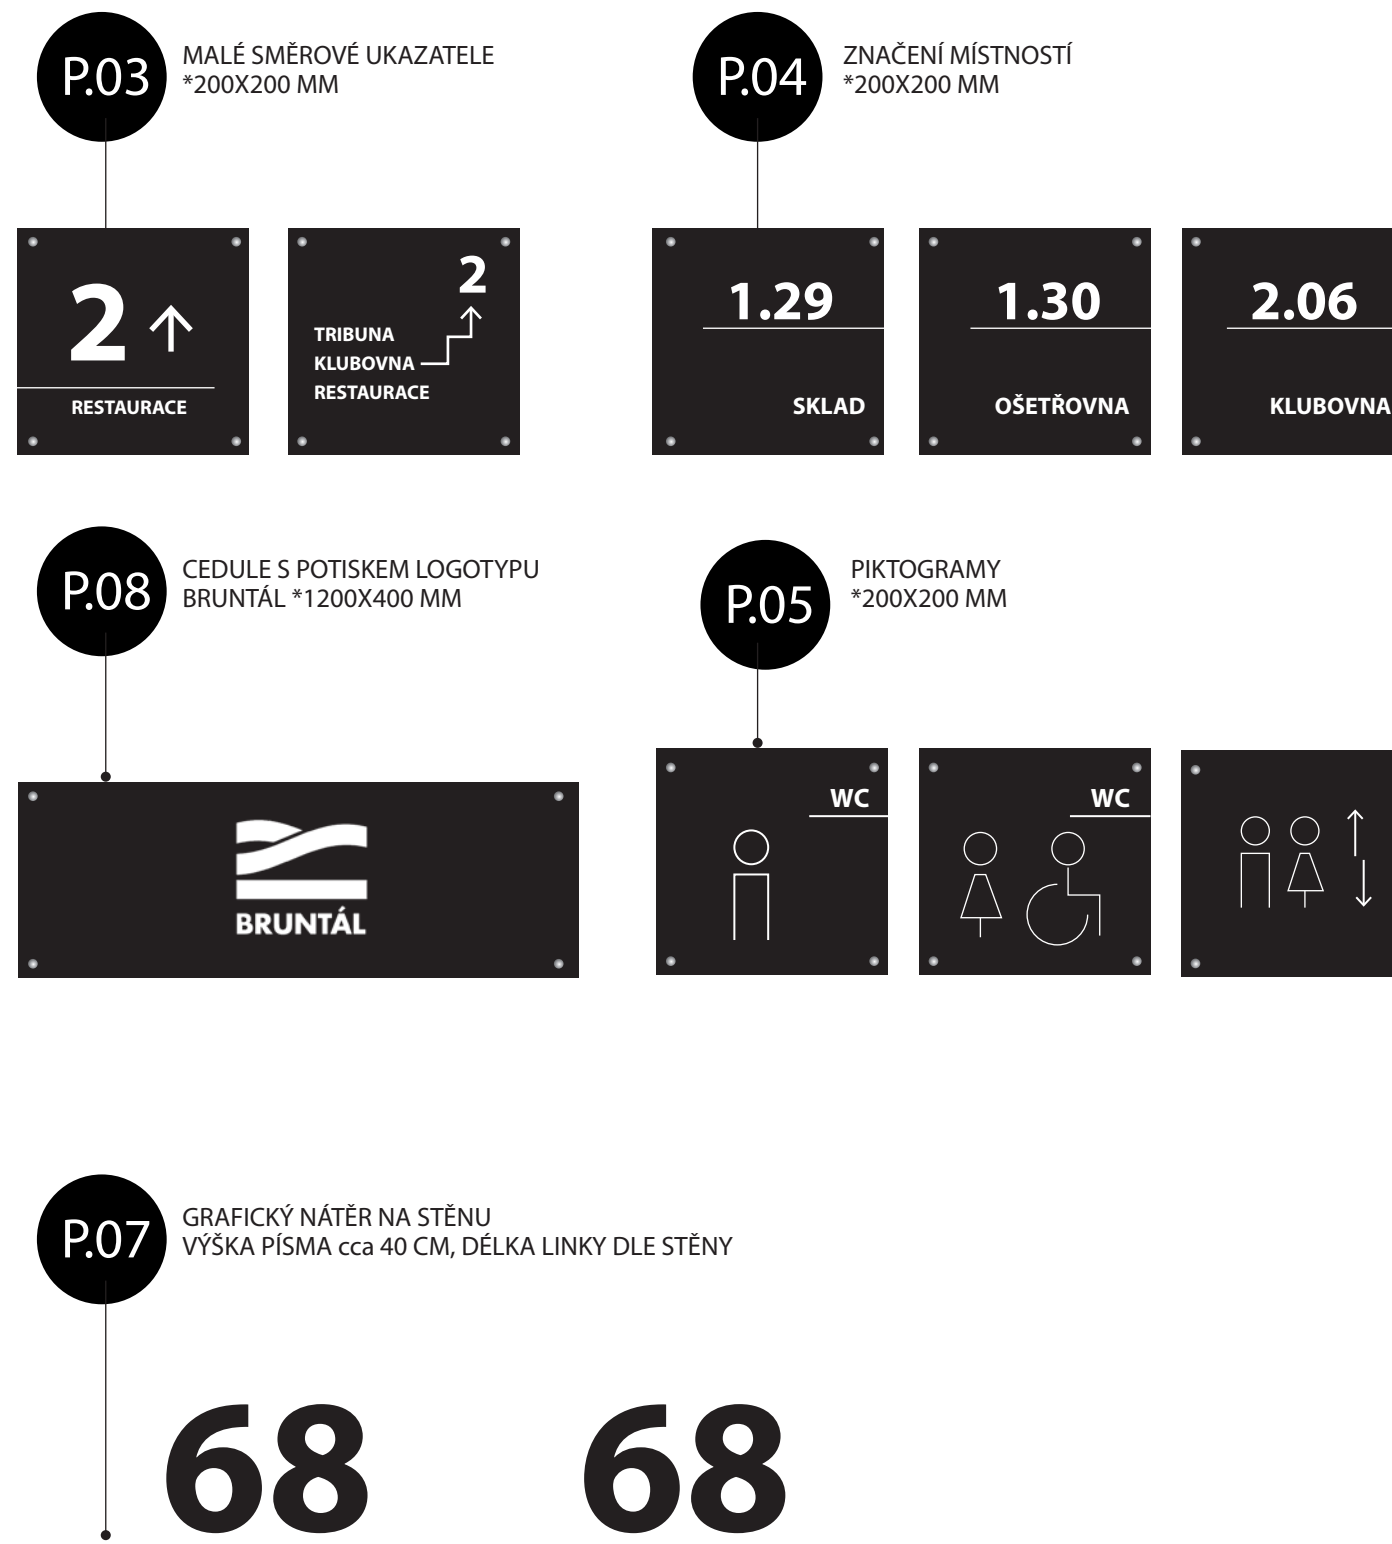 P.03
MALÉ SMĚROVÉ UKAZATELE
*200X200 MM
P.04
ZNAČENÍ MÍSTNOSTÍ
*200X200 MM
2
RESTAURACE
2
TRIBUNA
KLUBOVNA
RESTAURACE
1.29
SKLAD
1.30
OŠETŘOVNA
2.06
KLUBOVNA
P.08
CEDULE S POTISKEM LOGOTYPU
BRUNTÁL *1200X400 MM
P.05
PIKTOGRAMY
*200X200 MM
BRUNTÁL
WC
WC
P.07
GRAFICKÝ NÁTĚR NA STĚNU
VÝŠKA PÍSMA cca 40 CM, DÉLKA LINKY DLE STĚNY
68
68